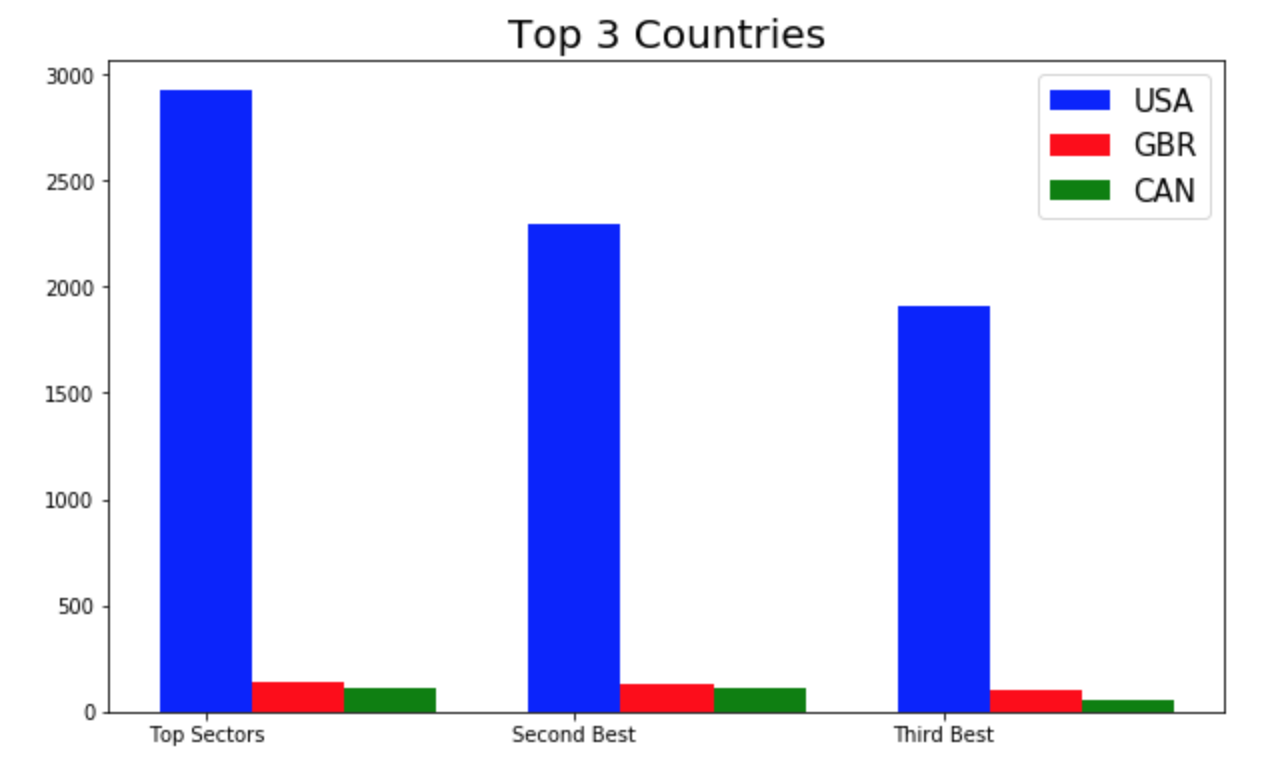 Top 3 Countries
3000
2500
2000
1500
1000
500
0
USA
GBR
CAN
Top Sectors
Second Best
Third Best